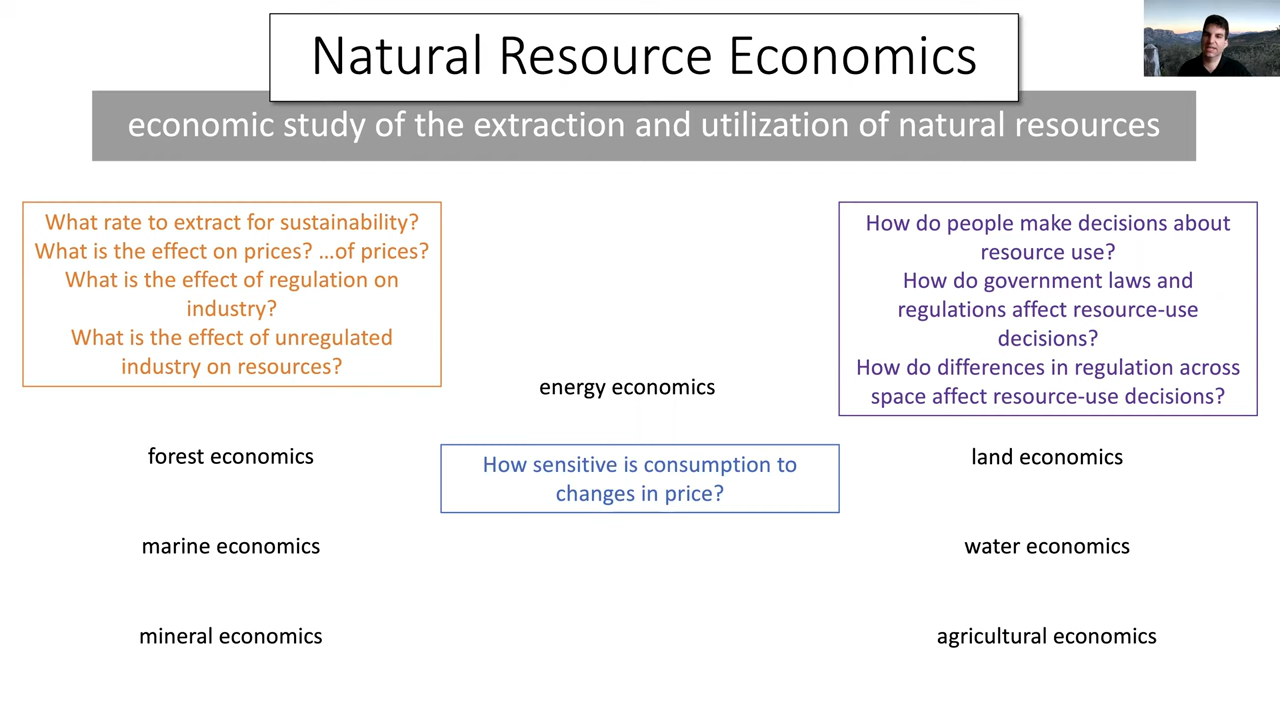 Natural Resource Economics
economic study of the extraction and utilization of natural resources
What rate to extract for sustainability?
What is the effect on prices? ...of prices?
What is the effect of regulation on
industry?
What is the effect of unregulated
industry on resources?
forest economics
marine economics
mineral economics
energy economics
How sensitive is consumption to
changes in price?
How do people make decisions about
resource use?
How do government laws and
regulations affect resource-use
decisions?
How do differences in regulation across
space affect resource-use decisions?
land economics
water economics
agricultural economics